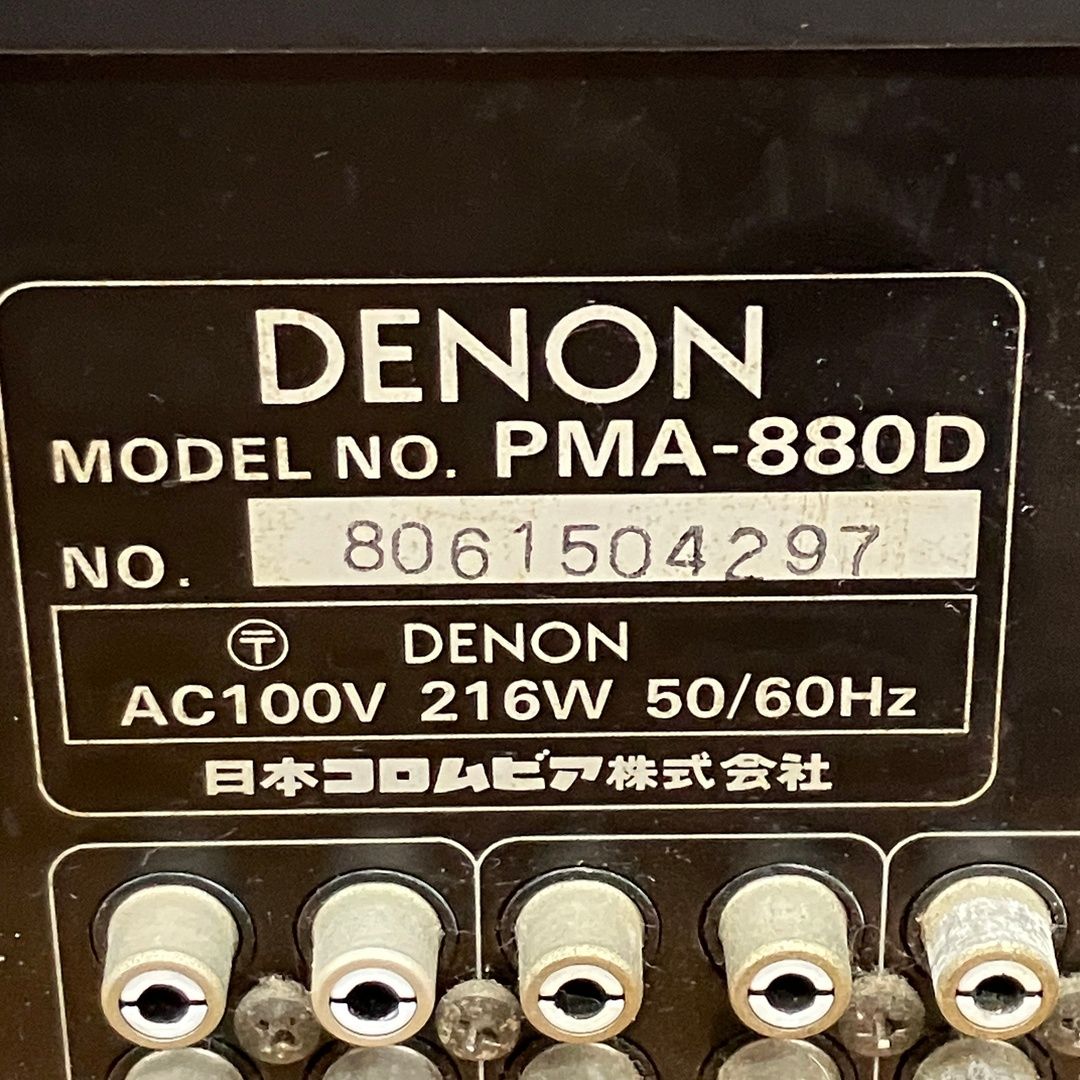 DENON
MODEL NO. PMA-880D
NO. 8061504297
〒 DENON
AC100V 216W 50/60Hz
日本コロムビア株式会社